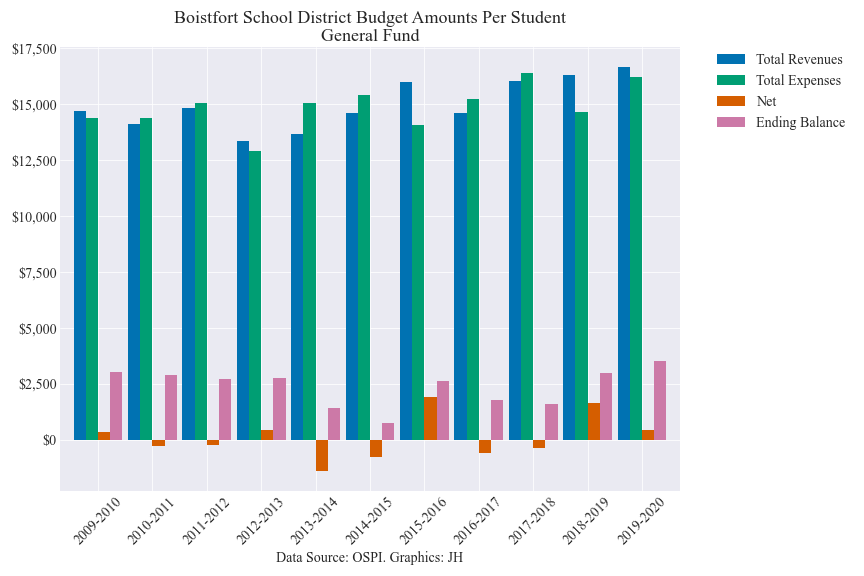 Boistfort School District Budget Amounts Per Student
General Fund
$17,500
$15,000
$12,500
$10,000
$7,500
$5,000
$2,500
$0
Total Revenues
Total Expenses
Net
Ending Balance
2009-2010
2010-2011
2011-2012
2012-2013
2013-2014
2014-2015
2015-2016
2016-2017
2017-2018
2018-2019
2019-2020
Data Source: OSPI. Graphics: JH